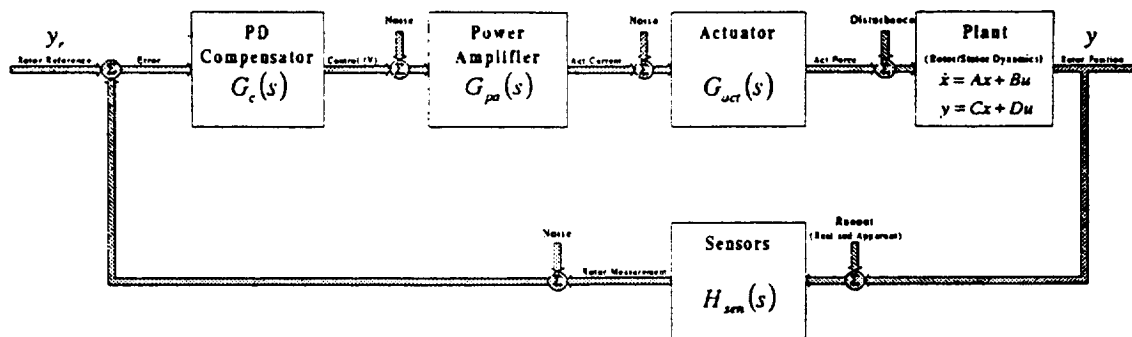 y_r
Rotor Reference
Σ
Error
PD
Compensator
G_c(s)
Control (V)
Noise
Σ
Power
Amplifier
G_pa(s)
Act Current
Noise
Σ
Actuator
G_act(s)
Act Force
Disturbance
Σ
Plant
(Rotor/Stator Dynamics)
ẋ = Ax + Bu
y = Cx + Du
y
Rotor Position
Runout
(Real and Apparent)
Σ
Sensors
H_sen(s)
Rotor Measurement
Noise
Σ